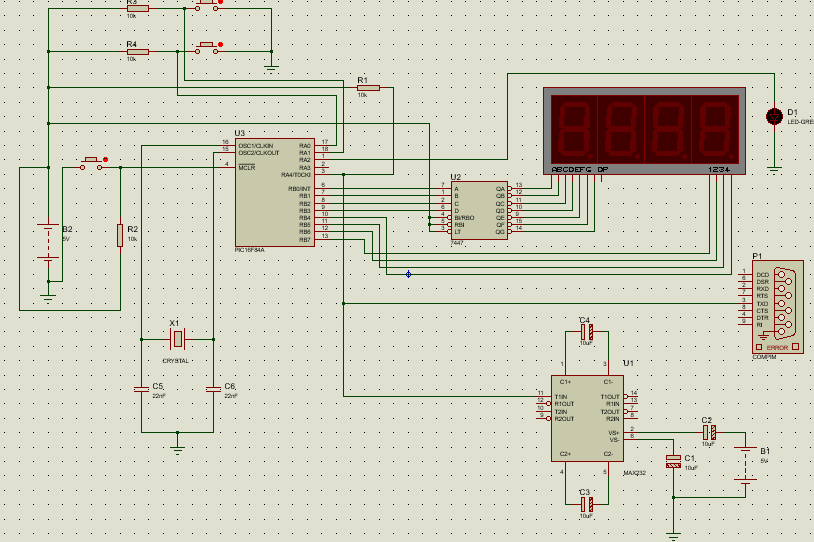 R3
10k
R4
10k
R1
10k
D1
LED-GRE
ABCDEFG DP
1234
U3
16
15
4
OSC1/CLKIN
OSC2/CLKOUT
MCLR
RA0
RA1
RA2
RA3
RA4/T0CKI
RB0/INT
RB1
RB2
RB3
RB4
RB5
RB6
RB7
17
18
1
2
3
6
7
8
9
10
11
12
13
PIC16F84A
U2
7
1
2
6
4
5
3
A
B
C
D
BI/RBO
RBI
LT
QA
QB
QC
QD
QE
QF
QG
13
12
11
10
9
15
14
7447
B2
5V
R2
10k
P1
1
6
2
7
3
8
4
9
DCD
DSR
RXD
RTS
TXD
CTS
DTR
RI
ERROR
COMPIM
X1
CRYSTAL
C5
22nF
C6
22nF
C4
10uF
U1
1
3
C1+
C1-
11
12
10
9
T1IN
R1OUT
T2IN
R2OUT
T1OUT
R1IN
T2OUT
R2IN
14
13
7
8
VS+
VS-
2
6
C2+
C2-
4
5
MAX232
C2
10uF
C1
10uF
B1
5V
C3
10uF